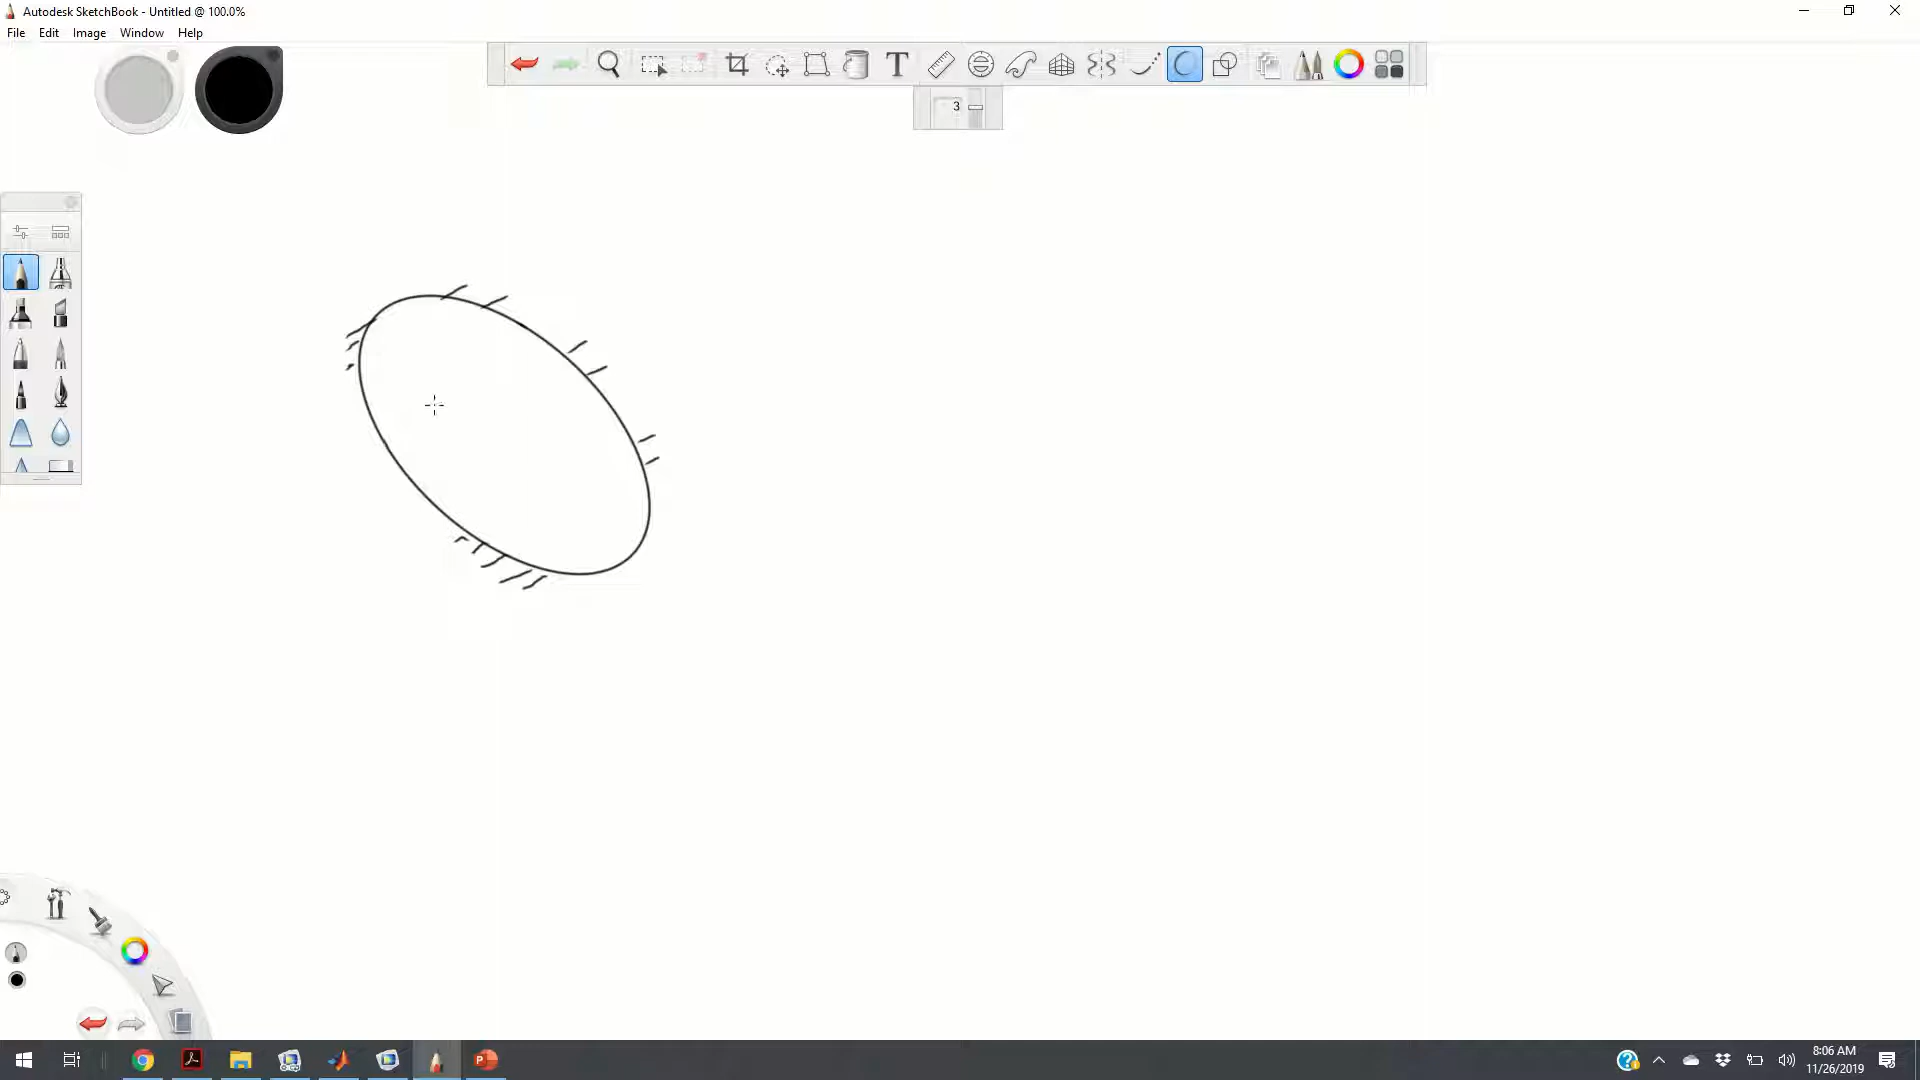 Autodesk SketchBook - Untitled @ 100.0%
File Edit Image Window Help
T
3
8:06 AM
11/26/2019